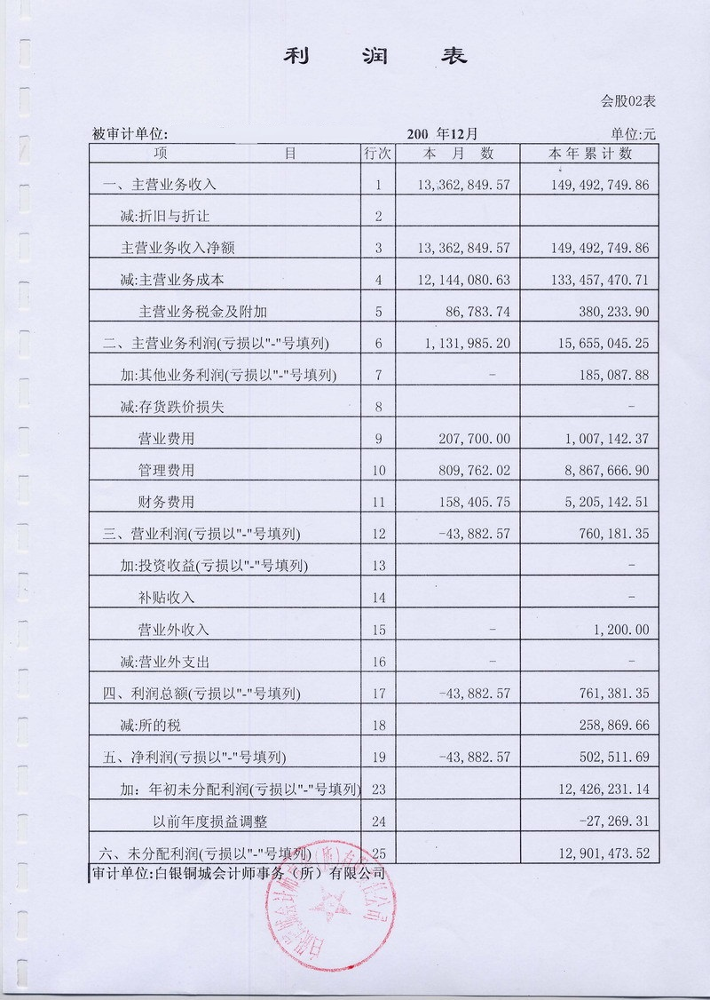 利 润 表
会股02表
被审计单位: 200 年12月 单位:元
项 目 行次 本 月 数 本年累计数
一、主营业务收入 1 13,362,849.57 149,492,749.86
减:折旧与折让 2
主营业务收入净额 3 13,362,849.57 149,492,749.86
减:主营业务成本 4 12,144,080.63 133,457,470.71
主营业务税金及附加 5 86,783.74 380,233.90
二、主营业务利润(亏损以"-"号填列) 6 1,131,985.20 15,655,045.25
加:其他业务利润(亏损以"-"号填列) 7 - 185,087.88
减:存货跌价损失 8 -
营业费用 9 207,700.00 1,007,142.37
管理费用 10 809,762.02 8,867,666.90
财务费用 11 158,405.75 5,205,142.51
三、营业利润(亏损以"-"号填列) 12 -43,882.57 760,181.35
加:投资收益(亏损以"-"号填列) 13 -
补贴收入 14 -
营业外收入 15 - 1,200.00
减:营业外支出 16 - -
四、利润总额(亏损以"-"号填列) 17 -43,882.57 761,381.35
减:所的税 18 258,869.66
五、净利润(亏损以"-"号填列) 19 -43,882.57 502,511.69
加：年初未分配利润(亏损以"-"号填列) 23 12,426,231.14
以前年度损益调整 24 -27,269.31
六、未分配利润(亏损以"-"号填列) 25 12,901,473.52
审计单位:白银铜城会计师事务（所）有限公司